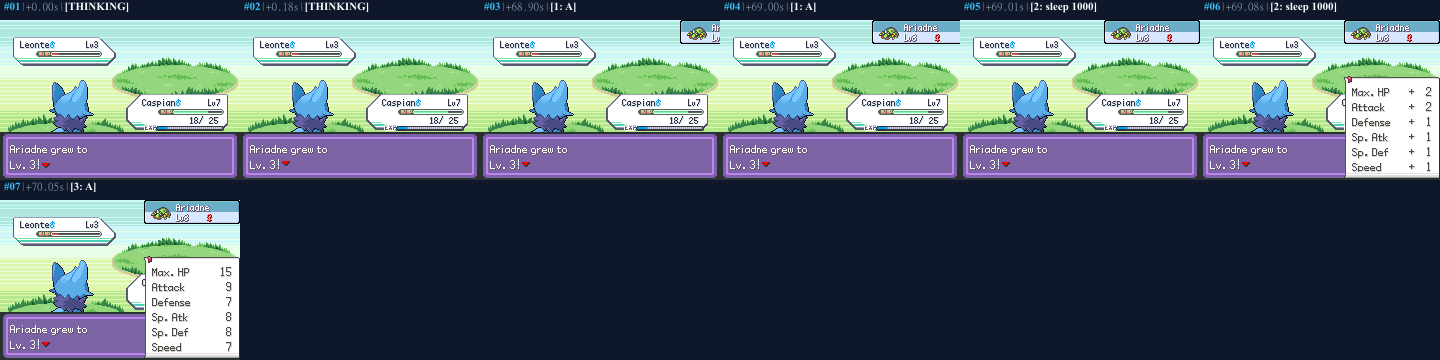 #01 | +0.00s | [THINKING]
Leonte♂ Lv3
Caspian♂ Lv7
18/ 25
EXP
Ariadne grew to
Lv. 3!
#02 | +0.18s | [THINKING]
Leonte♂ Lv3
Caspian♂ Lv7
18/ 25
EXP
Ariadne grew to
Lv. 3!
#03 | +68.90s | [1: A]
Leonte♂ Lv3
Caspian♂ Lv7
18/ 25
EXP
Ariadne grew to
Lv. 3!
#04 | +69.00s | [1: A]
Ariadne
Lv3 ♀
Leonte♂ Lv3
Caspian♂ Lv7
18/ 25
EXP
Ariadne grew to
Lv. 3!
#05 | +69.01s | [2: sleep 1000]
Ariadne
Lv3 ♀
Leonte♂ Lv3
Caspian♂ Lv7
18/ 25
EXP
Ariadne grew to
Lv. 3!
#06 | +69.08s | [2: sleep 1000]
Ariadne
Lv3 ♀
Leonte♂ Lv3
Max. HP + 2
Attack + 2
Defense + 1
Sp. Atk + 1
Sp. Def + 1
Speed + 1
Ariadne grew to
Lv. 3!
#07 | +70.05s | [3: A]
Ariadne
Lv3 ♀
Leonte♂ Lv3
Max. HP 15
Attack 9
Defense 7
Sp. Atk 8
Sp. Def 8
Speed 7
Ariadne grew to
Lv. 3!